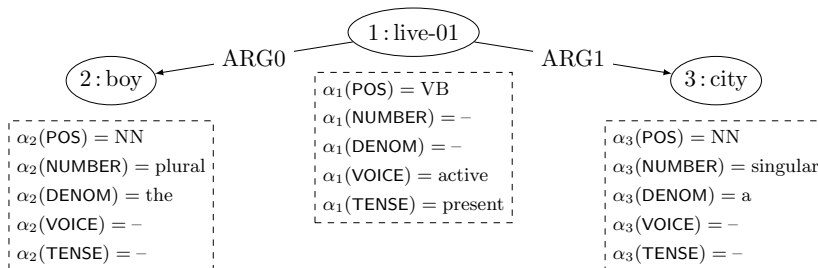 1 : live-01
ARG0
ARG1
2 : boy
3 : city
α₁(POS) = VB
α₁(NUMBER) = –
α₁(DENOM) = –
α₁(VOICE) = active
α₁(TENSE) = present
α₂(POS) = NN
α₂(NUMBER) = plural
α₂(DENOM) = the
α₂(VOICE) = –
α₂(TENSE) = –
α₃(POS) = NN
α₃(NUMBER) = singular
α₃(DENOM) = a
α₃(VOICE) = –
α₃(TENSE) = –